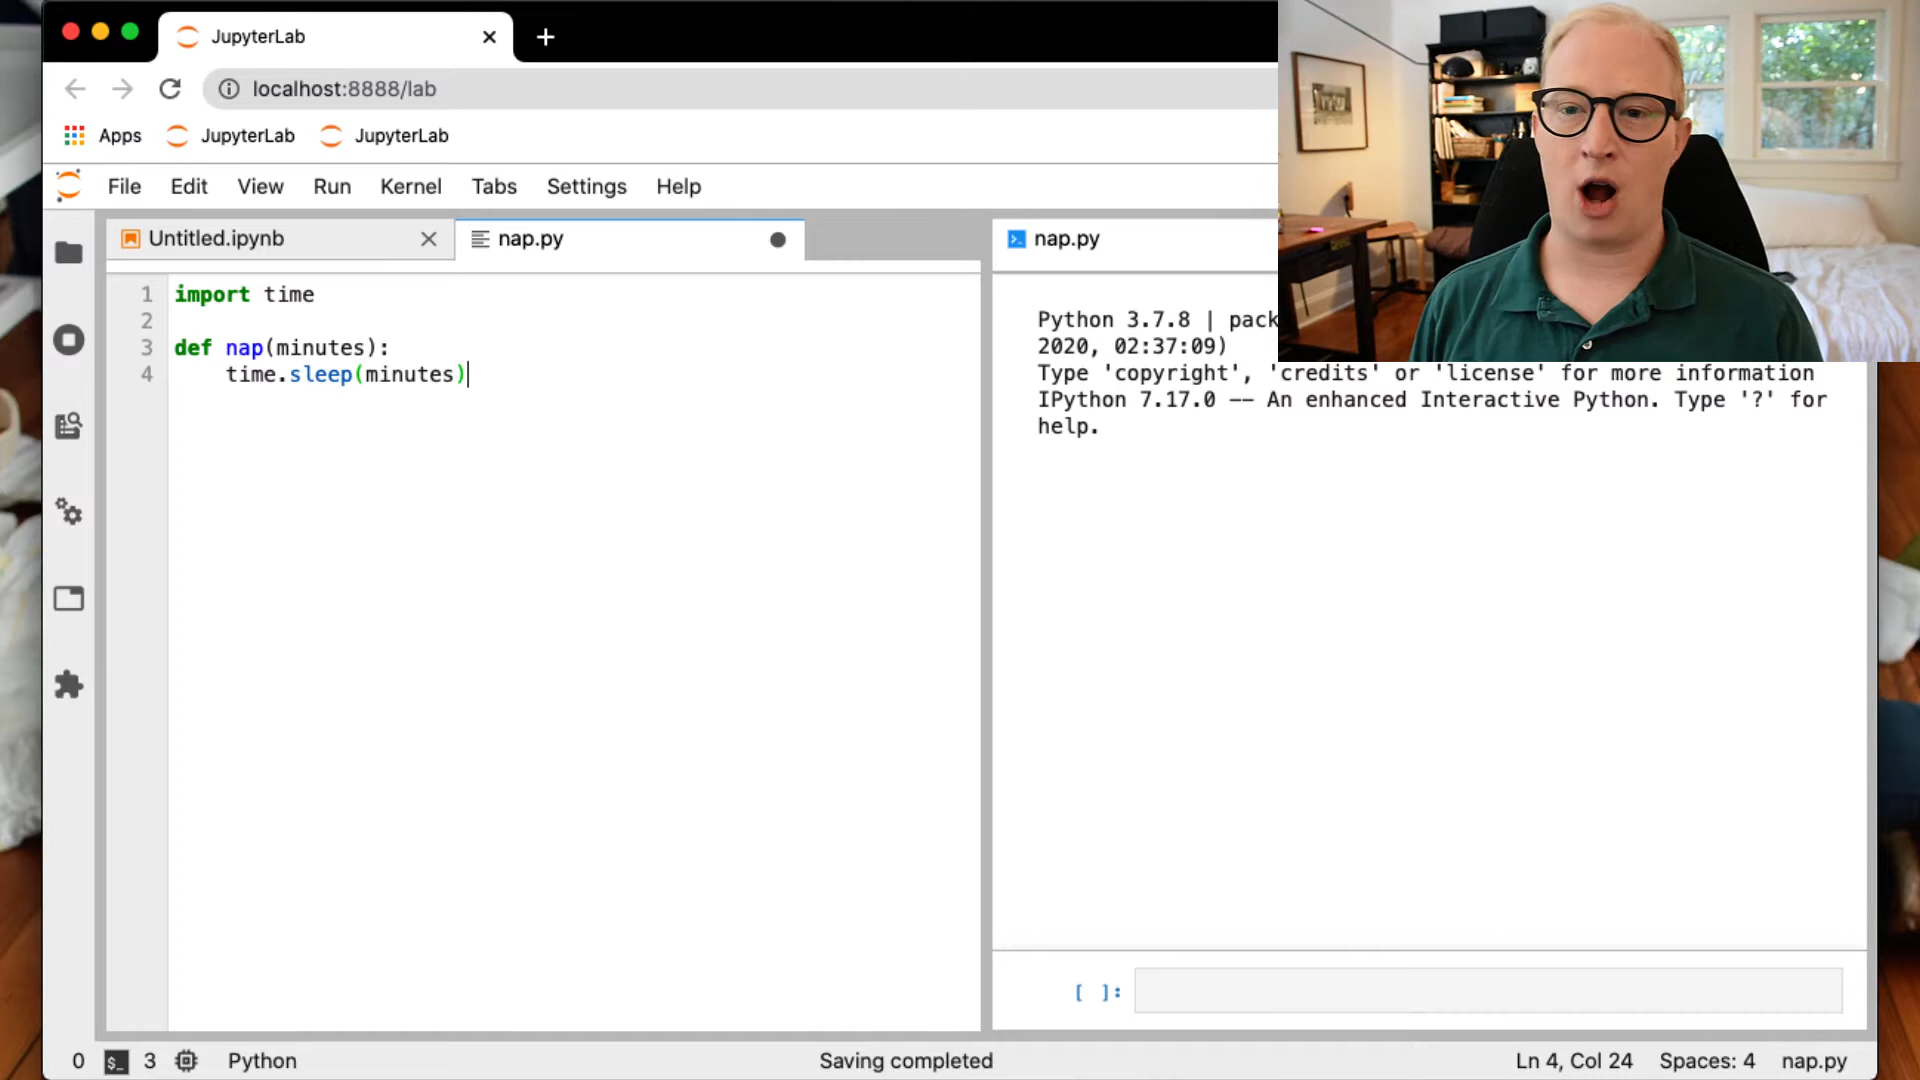 JupyterLab
localhost:8888/lab
Apps JupyterLab JupyterLab
File Edit View Run Kernel Tabs Settings Help
Untitled.ipynb nap.py
1 import time
2
3 def nap(minutes):
4 time.sleep(minutes)
nap.py
Python 3.7.8 | pack
2020, 02:37:09)
Type 'copyright', 'credits' or 'license' for more information
IPython 7.17.0 -- An enhanced Interactive Python. Type '?' for
help.
[ ]:
0 $_ 3 Python Saving completed Ln 4, Col 24 Spaces: 4 nap.py